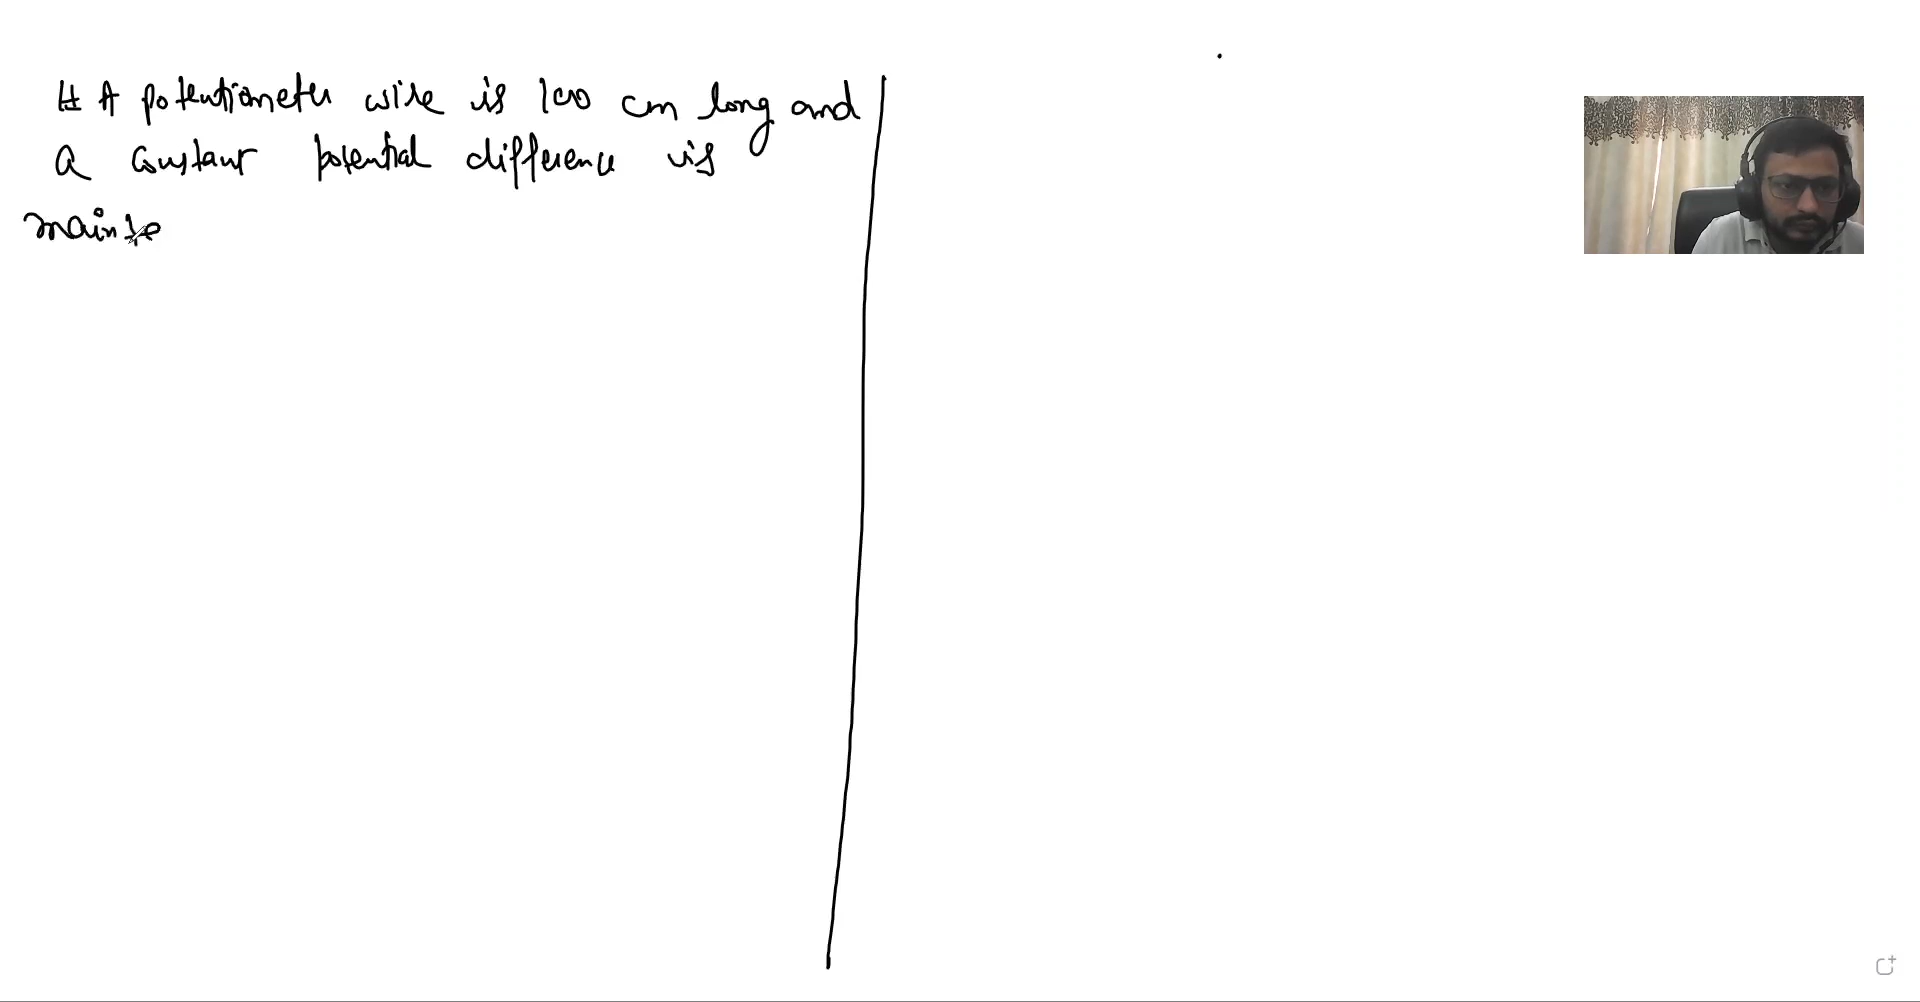 # A potentiometer wire is 100 cm long and
a constant potential difference is
mainte